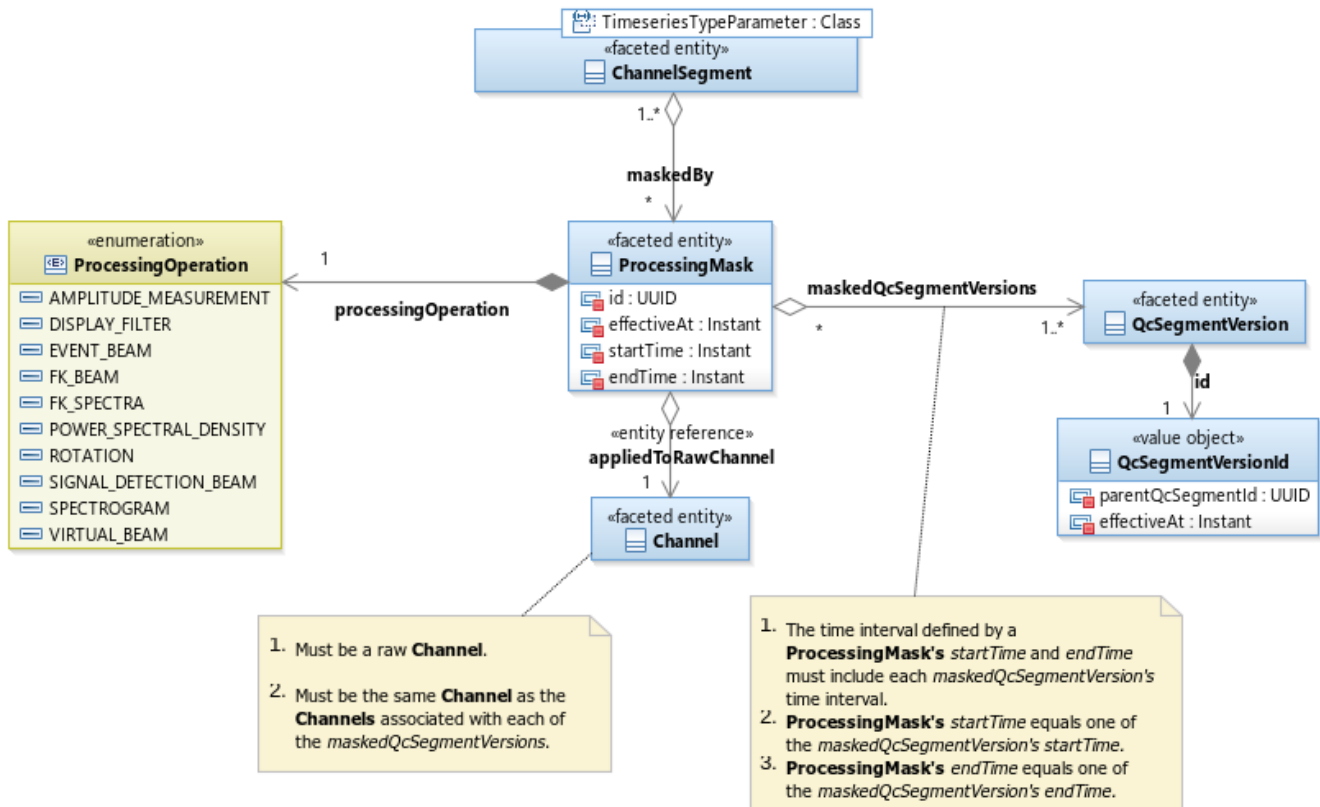 TimeseriesTypeParameter : Class
«faceted entity»
ChannelSegment
1..*
maskedBy
*
«enumeration»
ProcessingOperation
AMPLITUDE_MEASUREMENT
DISPLAY_FILTER
EVENT_BEAM
FK_BEAM
FK_SPECTRA
POWER_SPECTRAL_DENSITY
ROTATION
SIGNAL_DETECTION_BEAM
SPECTROGRAM
VIRTUAL_BEAM
1
processingOperation
«faceted entity»
ProcessingMask
id : UUID
effectiveAt : Instant
startTime : Instant
endTime : Instant
maskedQcSegmentVersions
*
1..*
«faceted entity»
QcSegmentVersion
id
1
«value object»
QcSegmentVersionId
parentQcSegmentId : UUID
effectiveAt : Instant
«entity reference»
appliedToRawChannel
1
«faceted entity»
Channel
1. Must be a raw Channel.
2. Must be the same Channel as the
Channels associated with each of
the maskedQcSegmentVersions.
1. The time interval defined by a
ProcessingMask's startTime and endTime
must include each maskedQcSegmentVersion's
time interval.
2. ProcessingMask's startTime equals one of
the maskedQcSegmentVersion's startTime.
3. ProcessingMask's endTime equals one of
the maskedQcSegmentVersion's endTime.